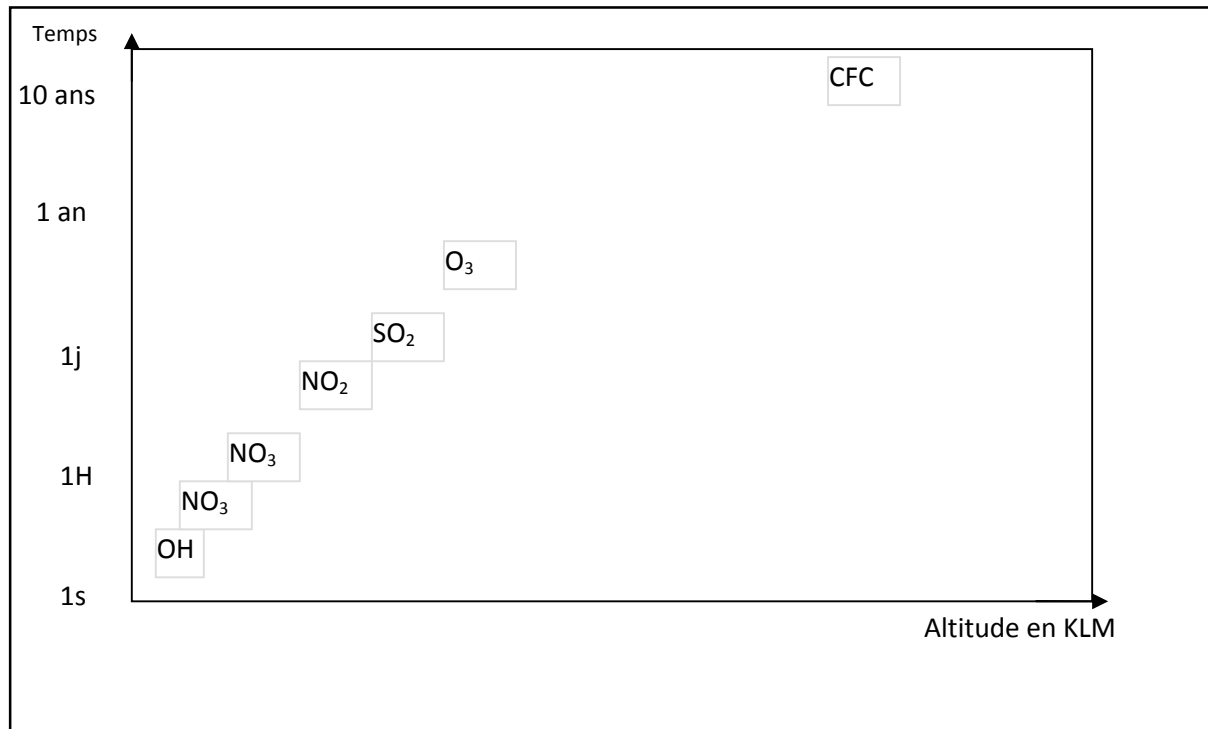 Temps
CFC
10 ans
1 an
O₃
SO₂
1j
NO₂
NO₃
1H
NO₃
OH
1s
Altitude en KLM